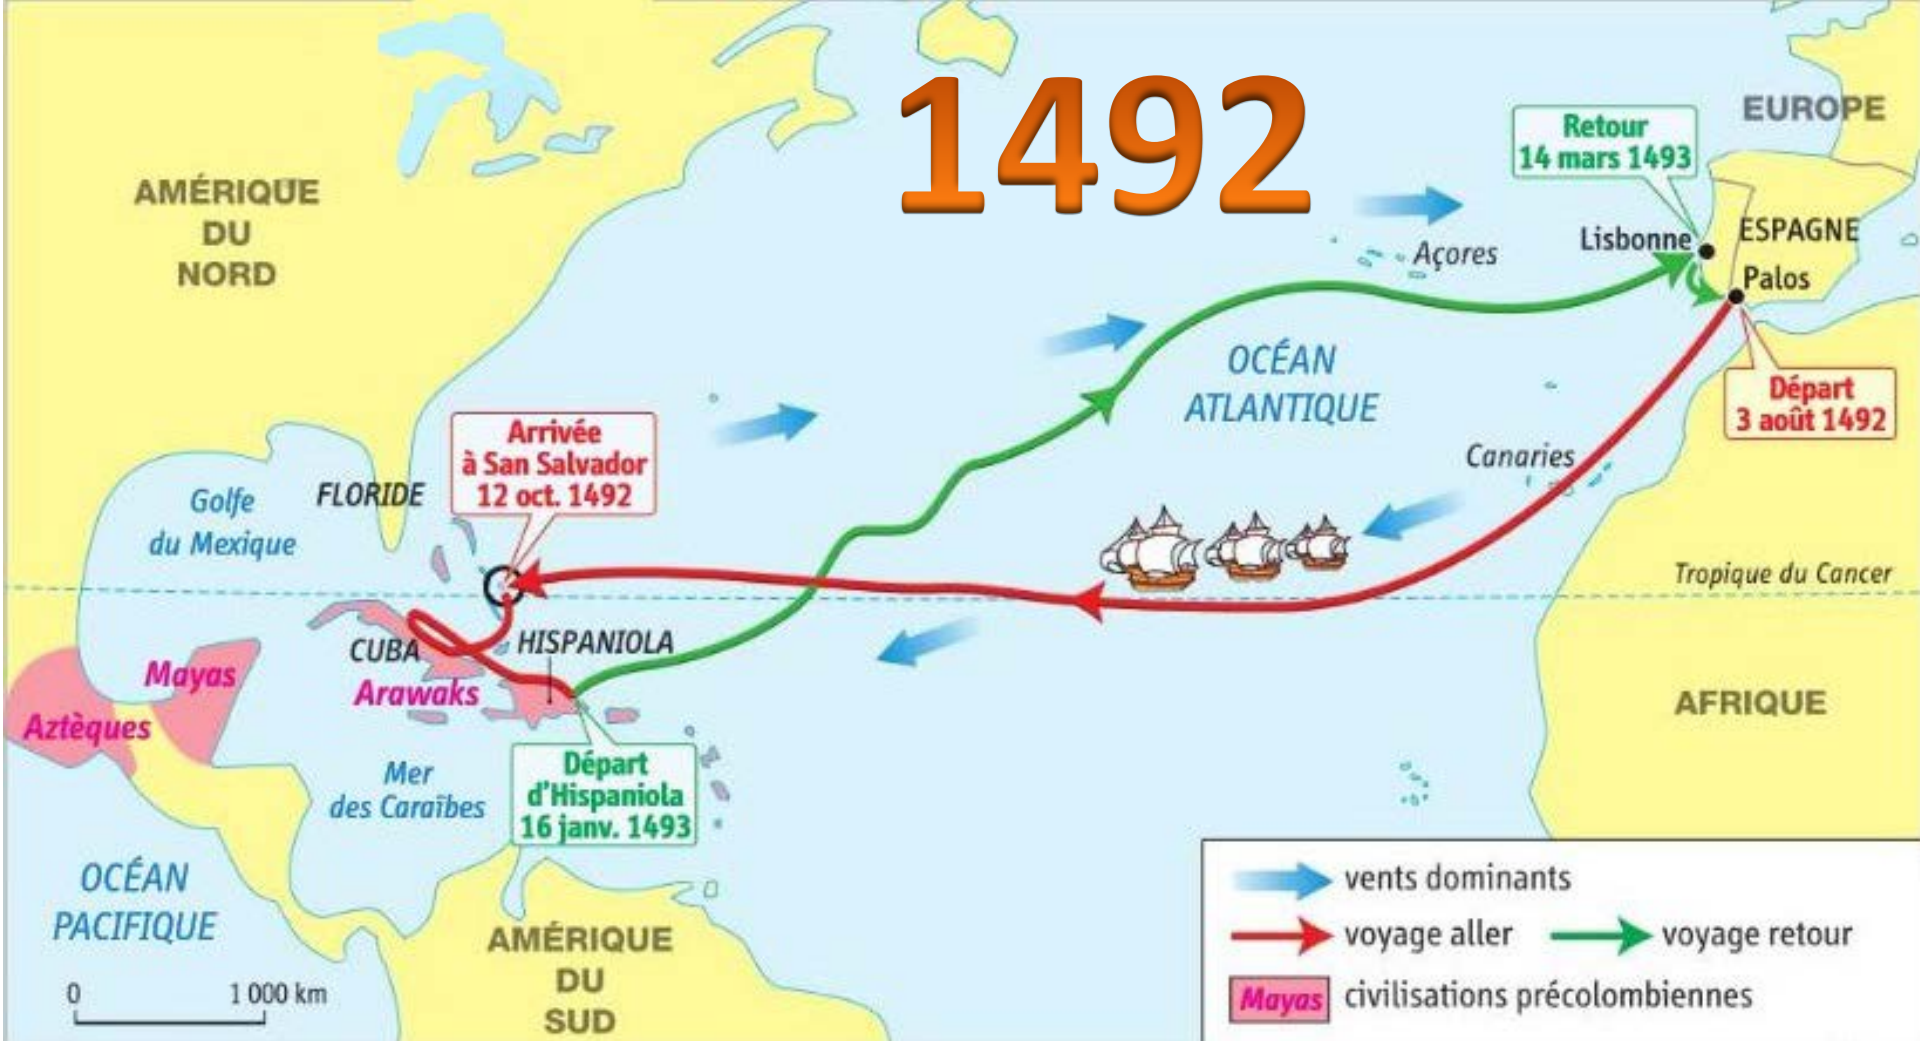 1492
EUROPE
Retour
14 mars 1493
AMÉRIQUE
DU
NORD
Lisbonne
ESPAGNE
Açores
Palos
OCÉAN
ATLANTIQUE
Départ
3 août 1492
Arrivée
à San Salvador
12 oct. 1492
Canaries
Golfe
du Mexique
FLORIDE
Tropique du Cancer
CUBA
HISPANIOLA
Mayas
Arawaks
Aztèques
AFRIQUE
Mer
des Caraïbes
Départ
d'Hispaniola
16 janv. 1493
OCÉAN
PACIFIQUE
AMÉRIQUE
DU
SUD
0 1 000 km
vents dominants
voyage aller voyage retour
Mayas civilisations précolombiennes